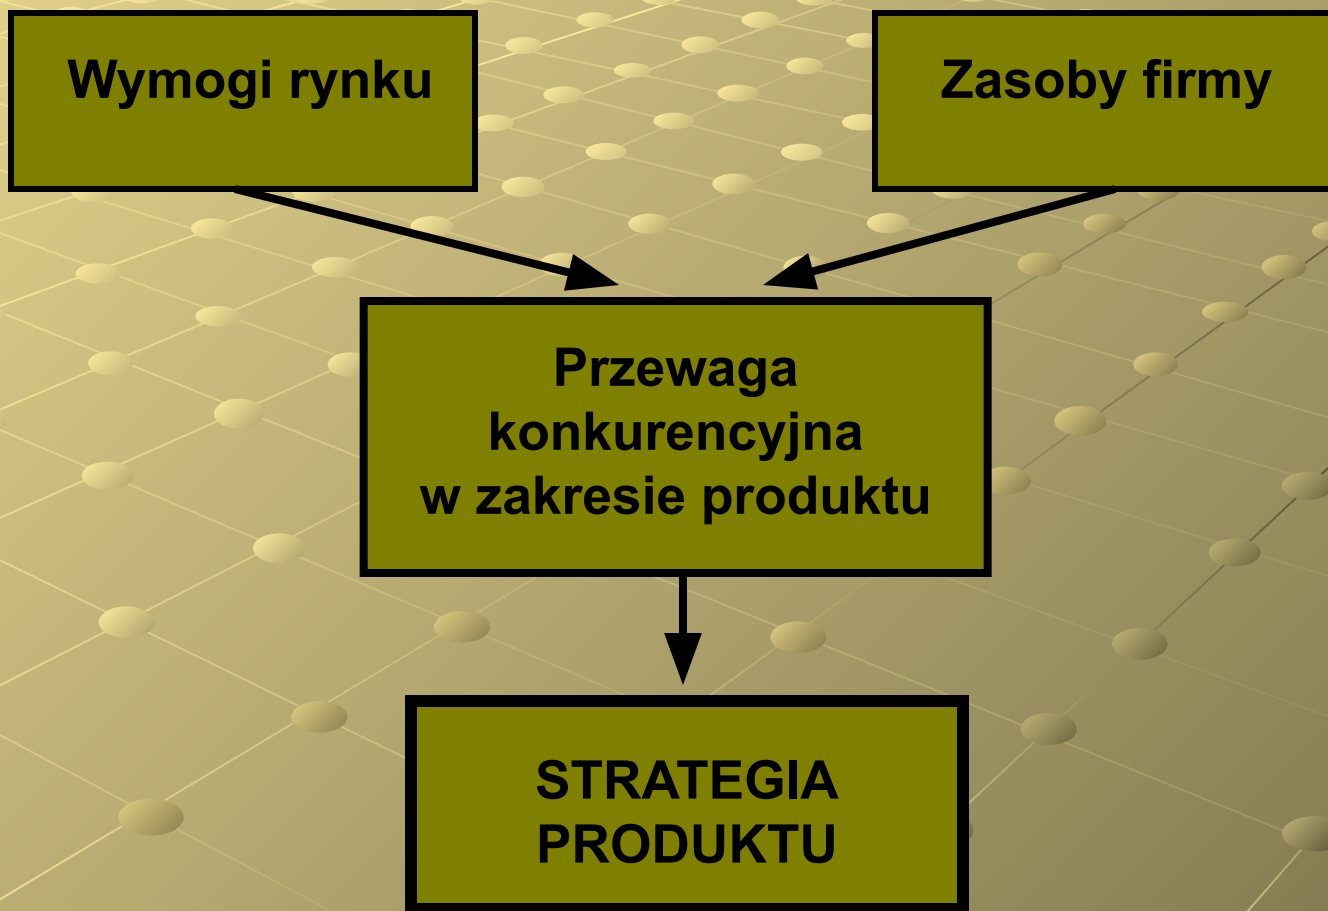 Wymogi rynku
Zasoby firmy
Przewaga
konkurencyjna
w zakresie produktu
STRATEGIA
PRODUKTU